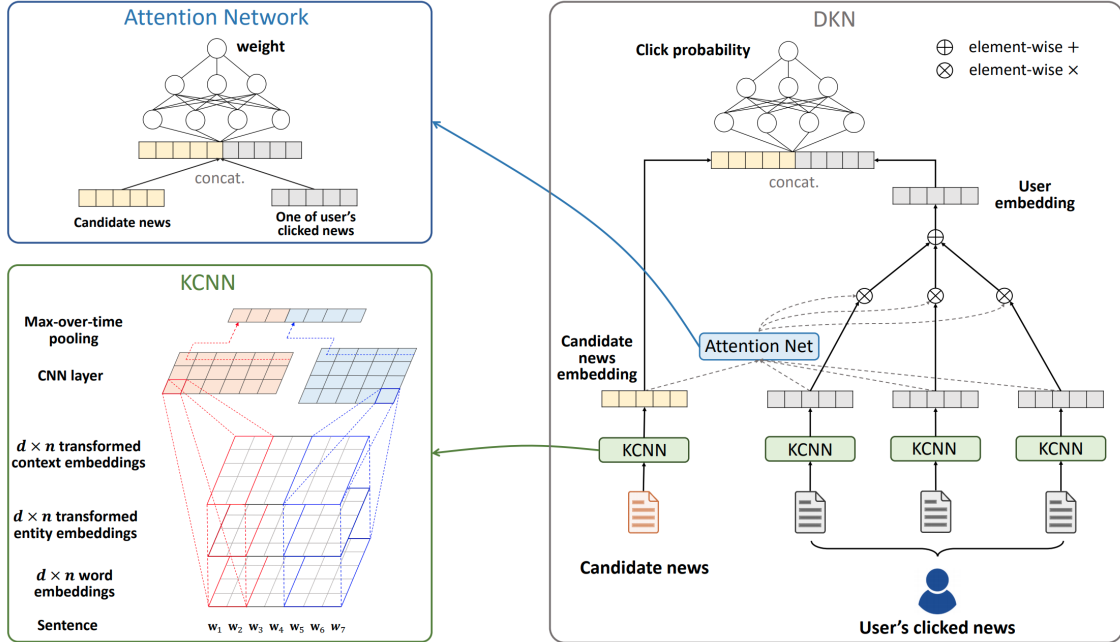 Attention Network
weight
concat.
Candidate news
One of user's
clicked news
KCNN
Max-over-time
pooling
CNN layer
d × n transformed
context embeddings
d × n transformed
entity embeddings
d × n word
embeddings
Sentence w₁ w₂ w₃ w₄ w₅ w₆ w₇
DKN
Click probability
element-wise +
element-wise ×
concat.
User
embedding
Attention Net
Candidate
news
embedding
KCNN KCNN KCNN KCNN
Candidate news
User's clicked news